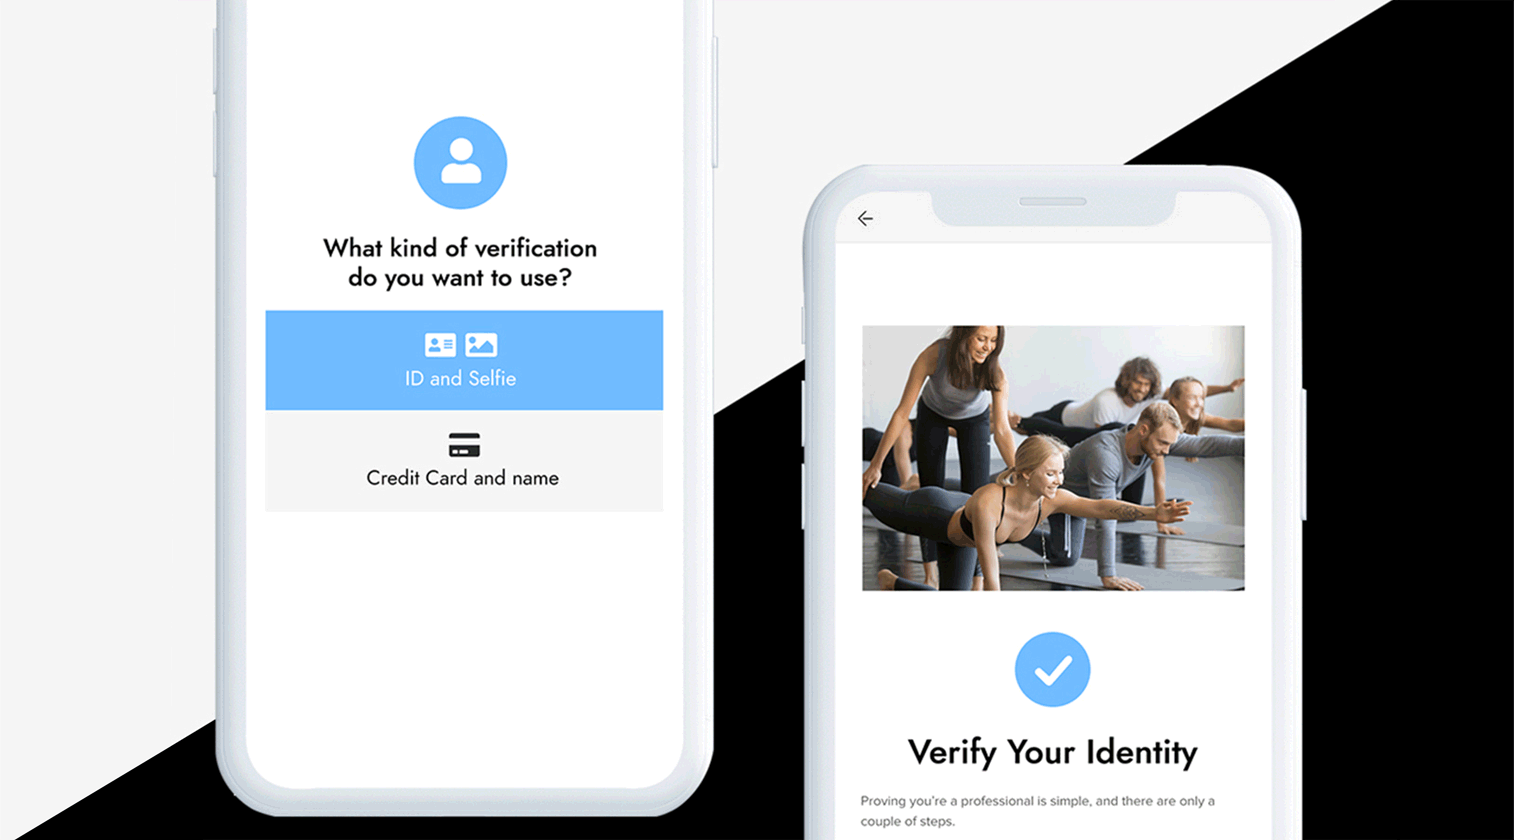 What kind of verification
do you want to use?
ID and Selfie
Credit Card and name
Verify Your Identity
Proving you're a professional is simple, and there are only a
couple of steps.